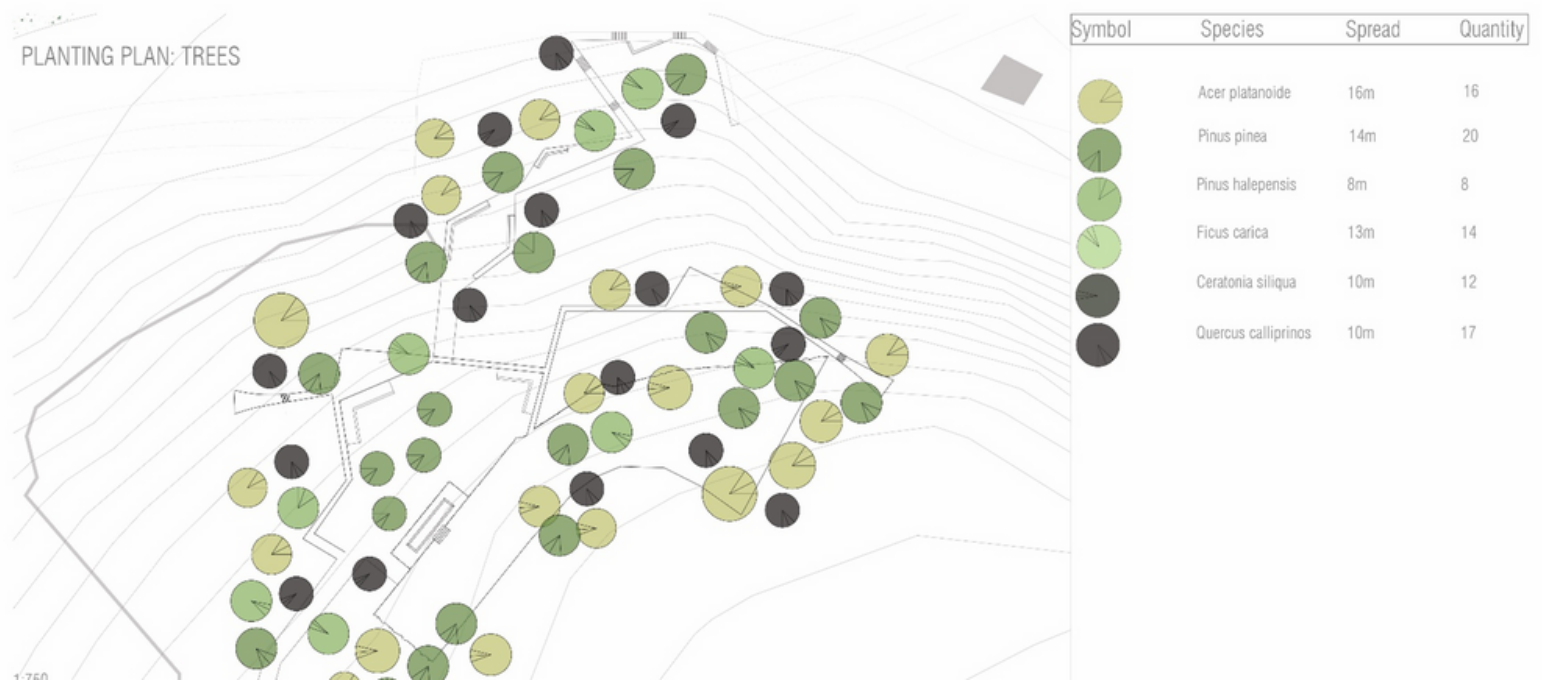 PLANTING PLAN: TREES
Symbol Species Spread Quantity
Acer platanoide 16m 16
Pinus pinea 14m 20
Pinus halepensis 8m 8
Ficus carica 13m 14
Ceratonia siliqua 10m 12
Quercus calliprinos 10m 17
1:750